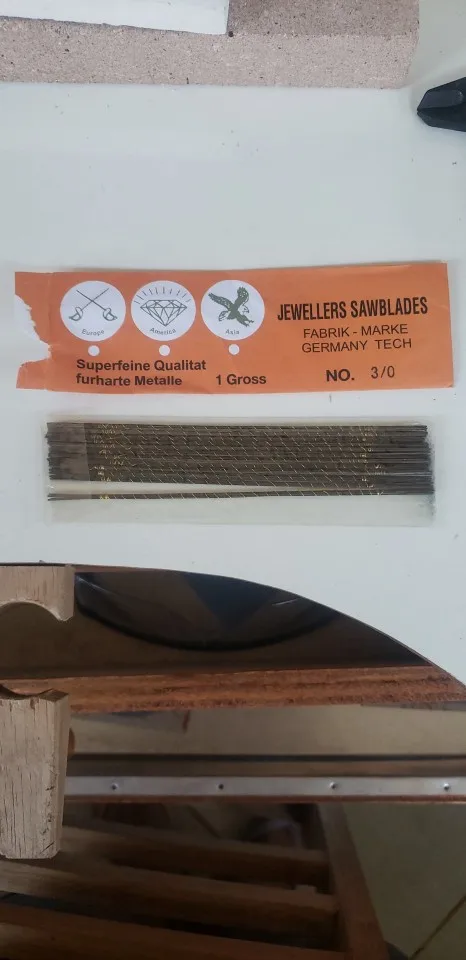 Europe
America
Asia
Superfeine Qualitat
furharte Metalle
1 Gross
JEWELLERS SAWBLADES
FABRIK - MARKE
GERMANY TECH
NO. 3/0